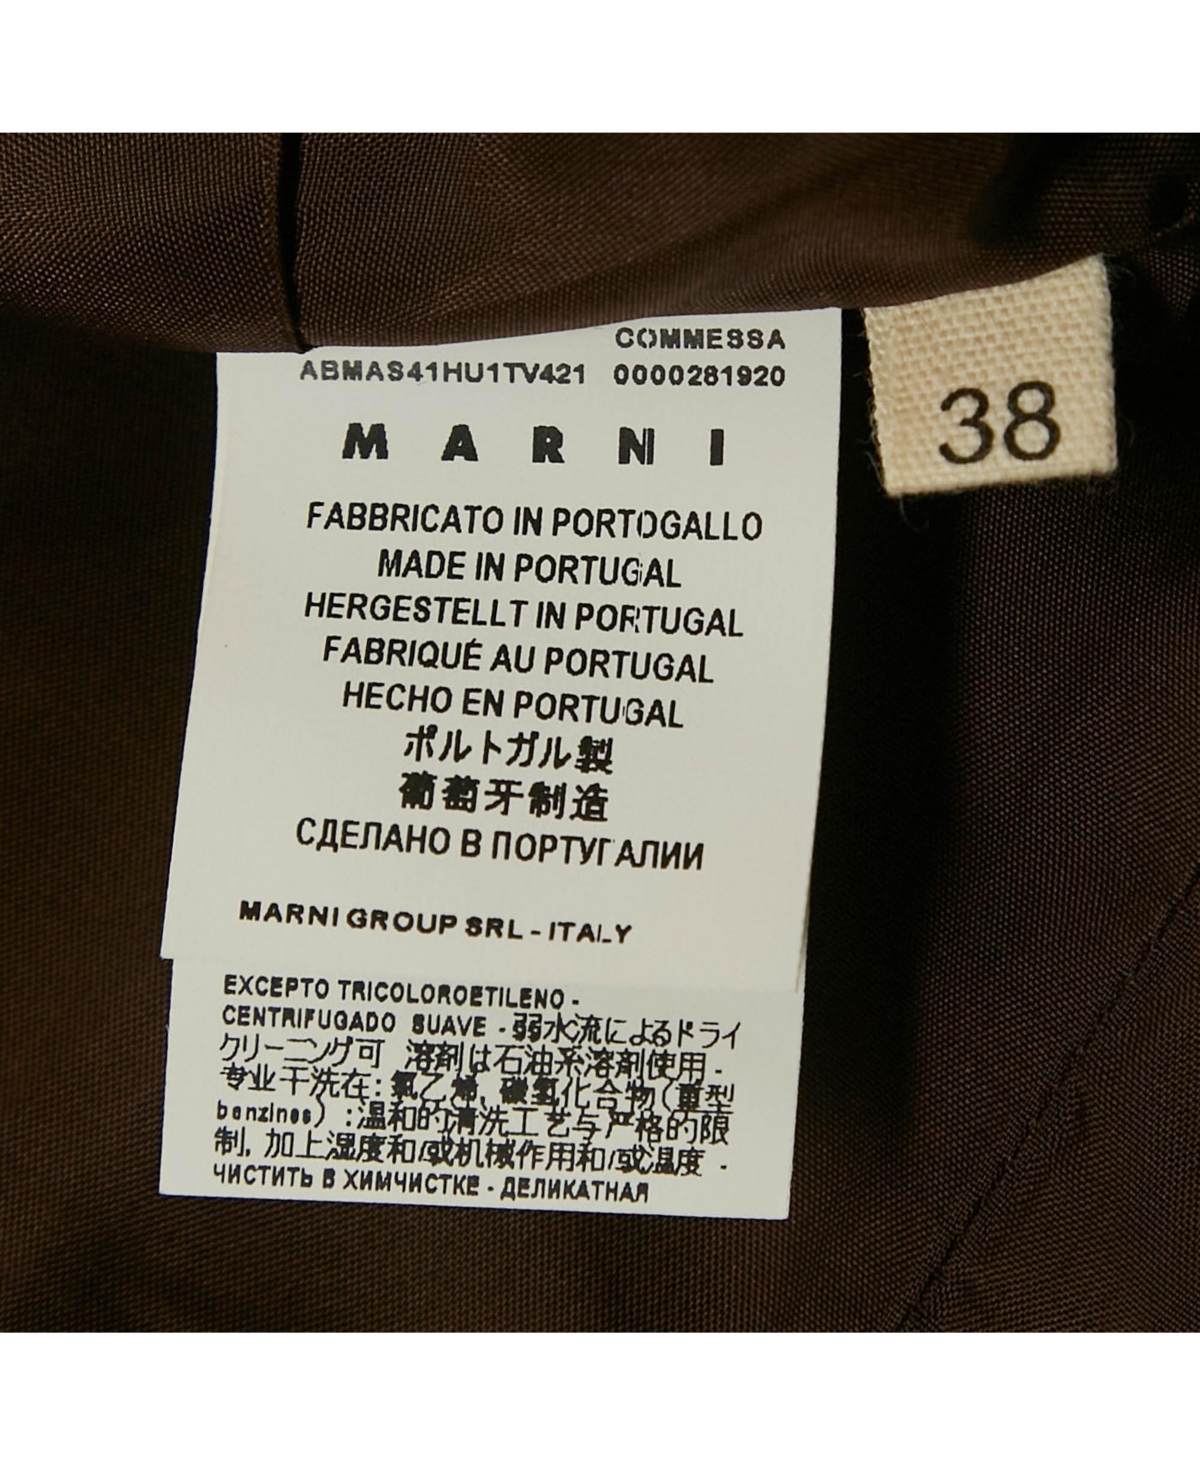 COMMESSA
ABMAS41HU1TV421 0000281920
38
MARNI
FABBRICATO IN PORTOGALLO
MADE IN PORTUGAL
HERGESTELLT IN PORTUGAL
FABRIQUÉ AU PORTUGAL
HECHO EN PORTUGAL
ポルトガル製
葡萄牙制造
СДЕЛАНО В ПОРТУГАЛИИ
MARNI GROUP SRL - ITALY
EXCEPTO TRICOLOROETILENO -
CENTRIFUGADO SUAVE - 弱水流によるドライ
クリーニング可 溶剤は石油系溶剤使用 -
专业干洗在: 氯乙烯, 碳氢化合物 (重型
benzines) : 温和的清洗工艺与严格的限
制, 加上湿度和/或机械作用和/或温度 -
ЧИСТИТЬ В ХИМЧИСТКЕ - ДЕЛИКАТНАЯ